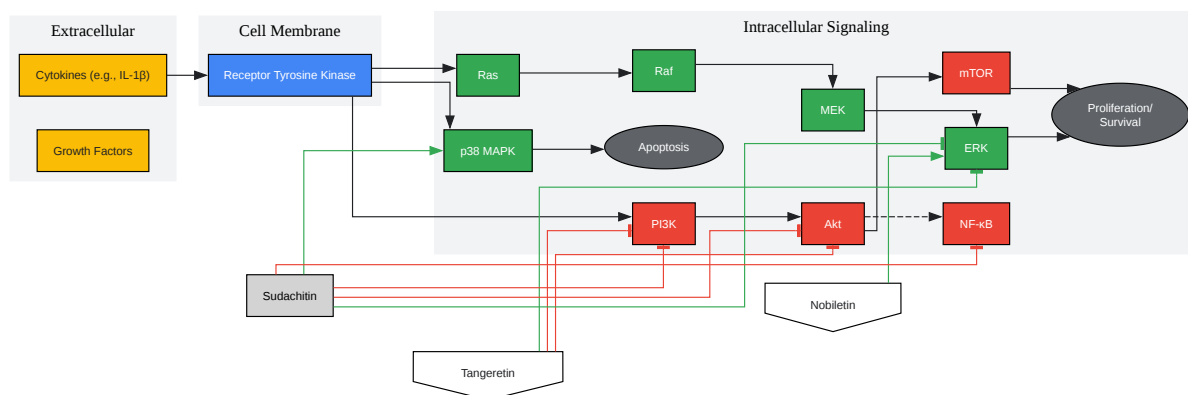 Extracellular
Cell Membrane
Intracellular Signaling
Cytokines (e.g., IL-1β)
Receptor Tyrosine Kinase
Ras
Raf
mTOR
MEK
Proliferation/
Survival
Growth Factors
p38 MAPK
Apoptosis
ERK
PI3K
Akt
NF-κB
Sudachitin
Nobiletin
Tangeretin